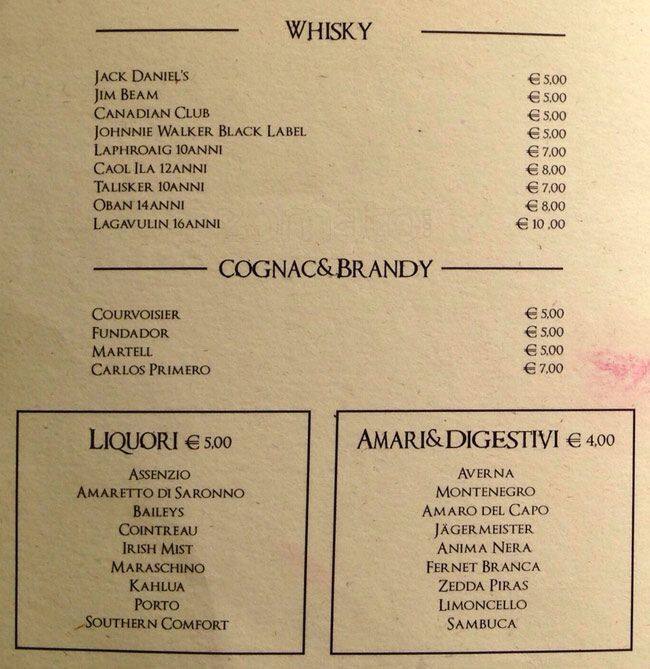 WHISKY
JACK DANIEL'S € 5,00
JIM BEAM € 5,00
CANADIAN CLUB € 5,00
JOHNNIE WALKER BLACK LABEL € 5,00
LAPHROAIG 10ANNI € 7,00
CAOL ILA 12ANNI € 8,00
TALISKER 10ANNI € 7,00
OBAN 14ANNI € 8,00
LAGAVULIN 16ANNI € 10 ,00
COGNAC&BRANDY
COURVOISIER € 5,00
FUNDADOR € 5,00
MARTELL € 5,00
CARLOS PRIMERO € 7,00
LIQUORI € 5,00
ASSENZIO
AMARETTO DI SARONNO
BAILEYS
COINTREAU
IRISH MIST
MARASCHINO
KAHLUA
PORTO
SOUTHERN COMFORT
AMARI&DIGESTIVI € 4,00
AVERNA
MONTENEGRO
AMARO DEL CAPO
JÄGERMEISTER
ANIMA NERA
FERNET BRANCA
ZEDDA PIRAS
LIMONCELLO
SAMBUCA